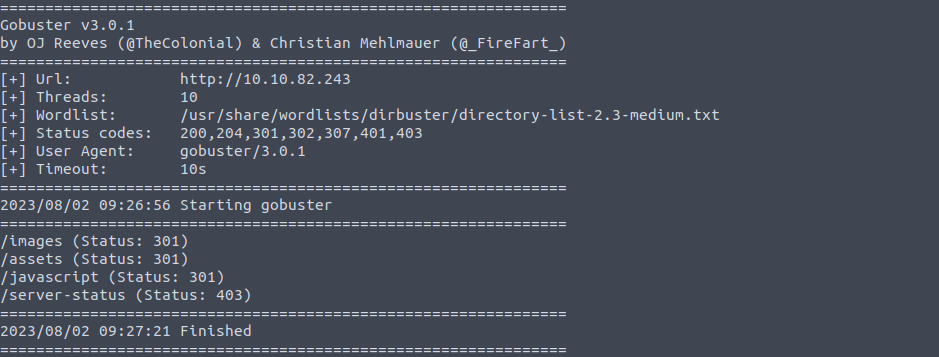 ===============================================================
Gobuster v3.0.1
by OJ Reeves (@TheColonial) & Christian Mehlmauer (@_FireFart_)
===============================================================
[+] Url:            http://10.10.82.243
[+] Threads:        10
[+] Wordlist:       /usr/share/wordlists/dirbuster/directory-list-2.3-medium.txt
[+] Status codes:   200,204,301,302,307,401,403
[+] User Agent:     gobuster/3.0.1
[+] Timeout:        10s
===============================================================
2023/08/02 09:26:56 Starting gobuster
===============================================================
/images (Status: 301)
/assets (Status: 301)
/javascript (Status: 301)
/server-status (Status: 403)
===============================================================
2023/08/02 09:27:21 Finished
===============================================================